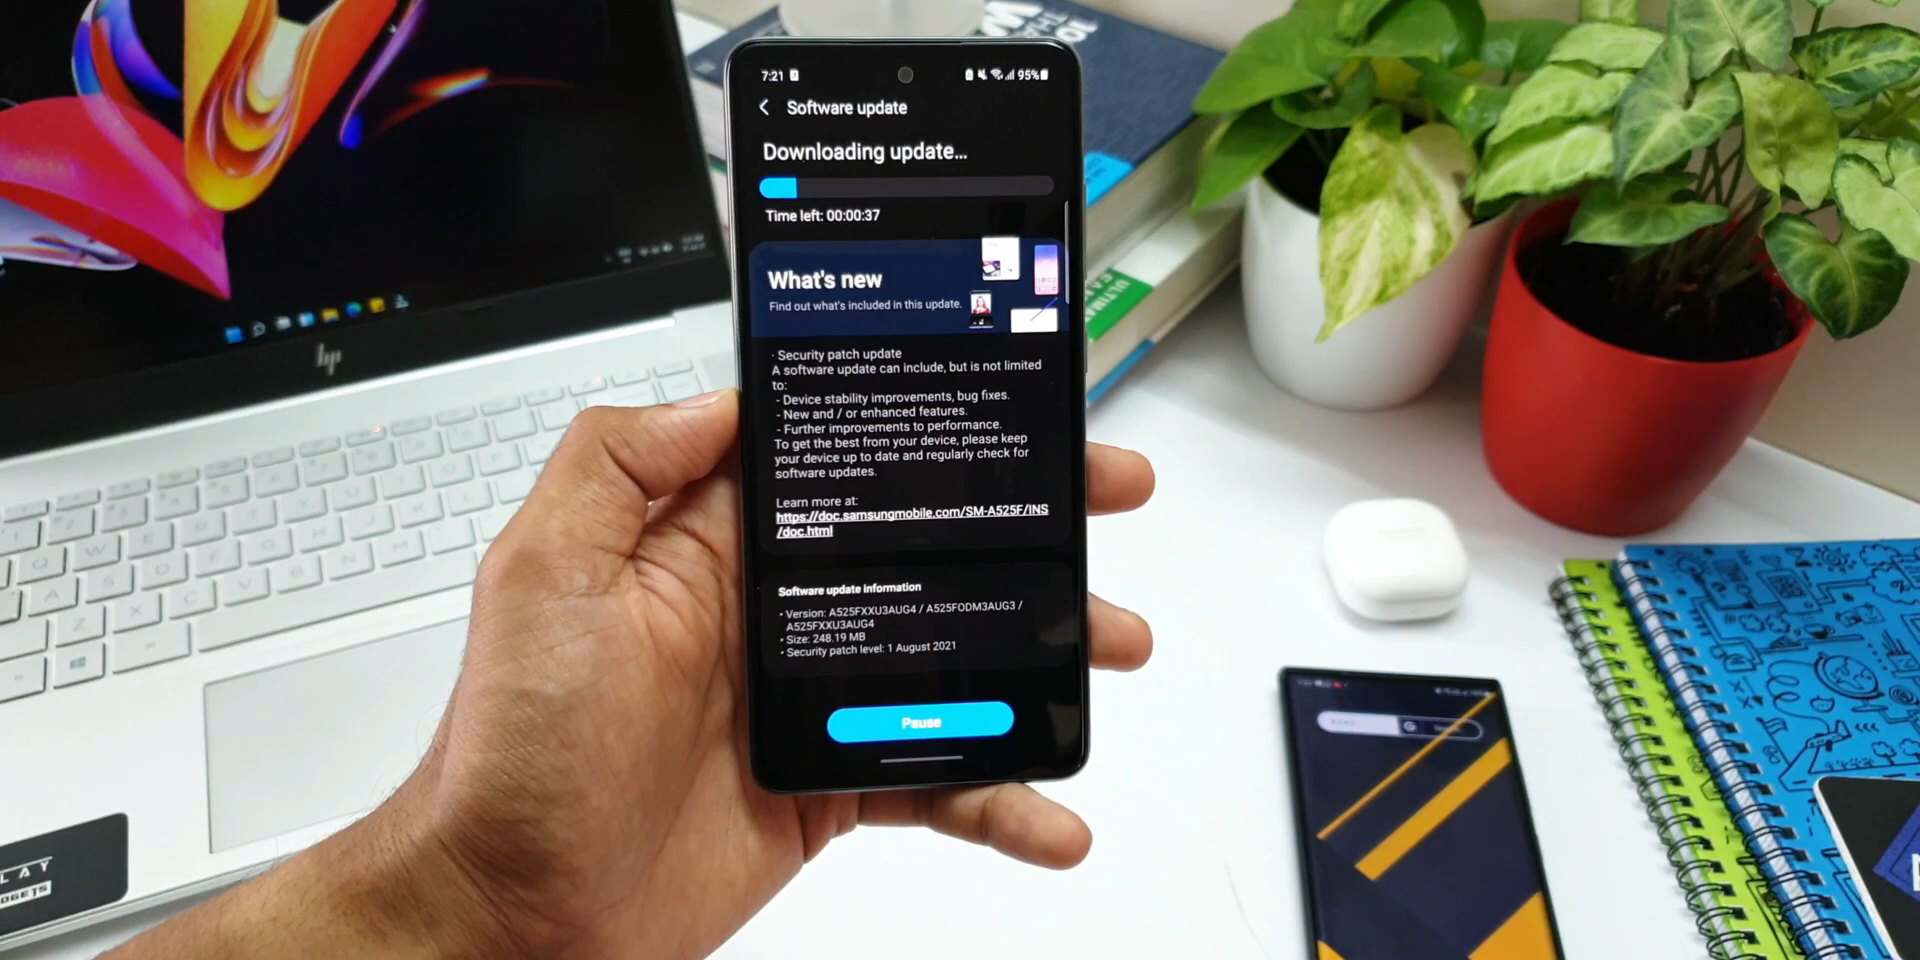 7:21
95%
Software update
Downloading update...
Time left: 00:00:37
What's new
Find out what's included in this update.
· Security patch update
A software update can include, but is not limited
to:
- Device stability improvements, bug fixes.
- New and / or enhanced features.
- Further improvements to performance.
To get the best from your device, please keep
your device up to date and regularly check for
software updates.
Learn more at:
https://doc.samsungmobile.com/SM-A525F/INS
/doc.html
Software update information
• Version: A525FXXU3AUG4 / A525FODM3AUG3 /
A525FXXU3AUG4
• Size: 248.19 MB
• Security patch level: 1 August 2021
Pause
hp